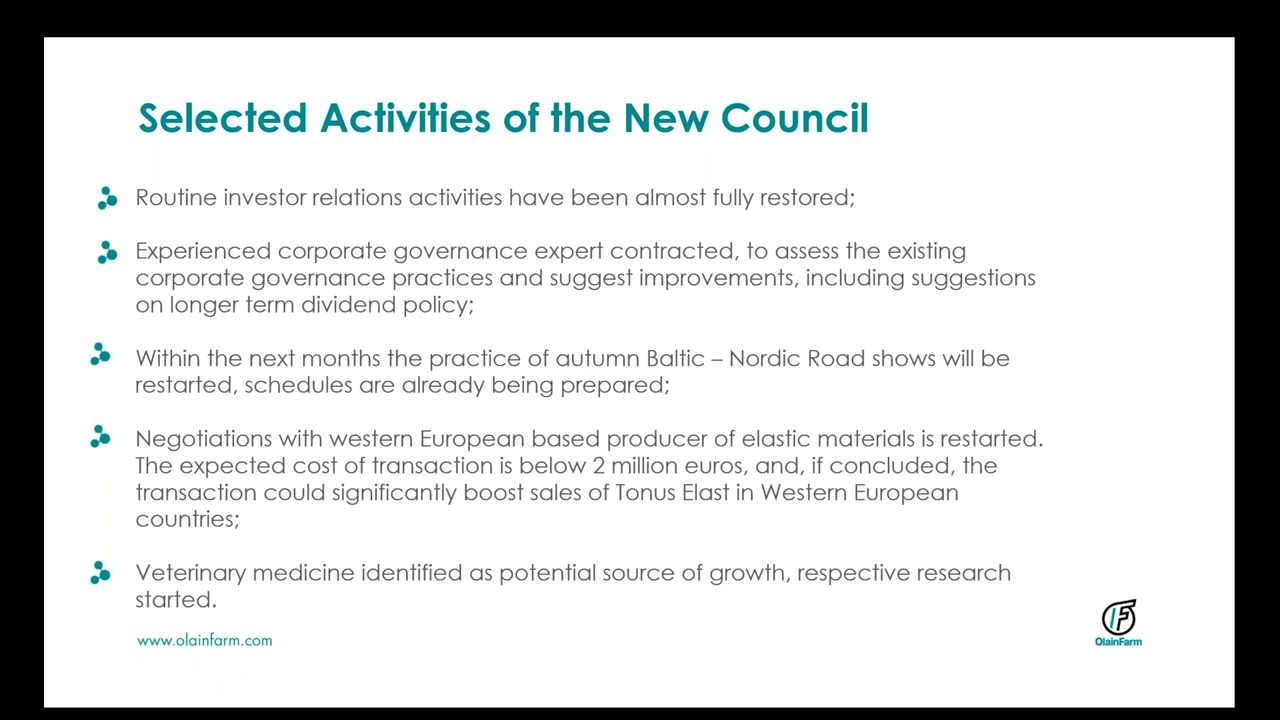 Selected Activities of the New Council
Routine investor relations activities have been almost fully restored;
Experienced corporate governance expert contracted, to assess the existing
corporate governance practices and suggest improvements, including suggestions
on longer term dividend policy;
Within the next months the practice of autumn Baltic – Nordic Road shows will be
restarted, schedules are already being prepared;
Negotiations with western European based producer of elastic materials is restarted.
The expected cost of transaction is below 2 million euros, and, if concluded, the
transaction could significantly boost sales of Tonus Elast in Western European
countries;
Veterinary medicine identified as potential source of growth, respective research
started.
www.olainfarm.com
OlainFarm